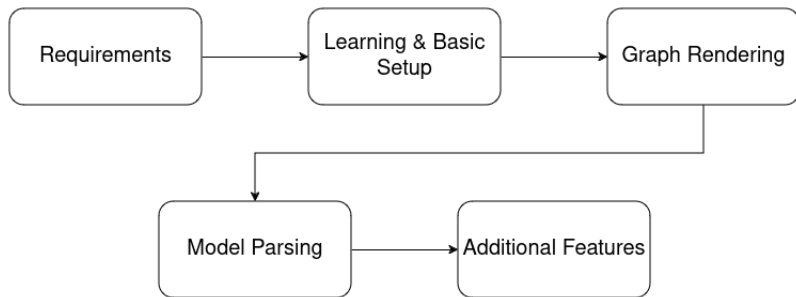 Requirements
Learning & Basic
Setup
Graph Rendering
Model Parsing
Additional Features